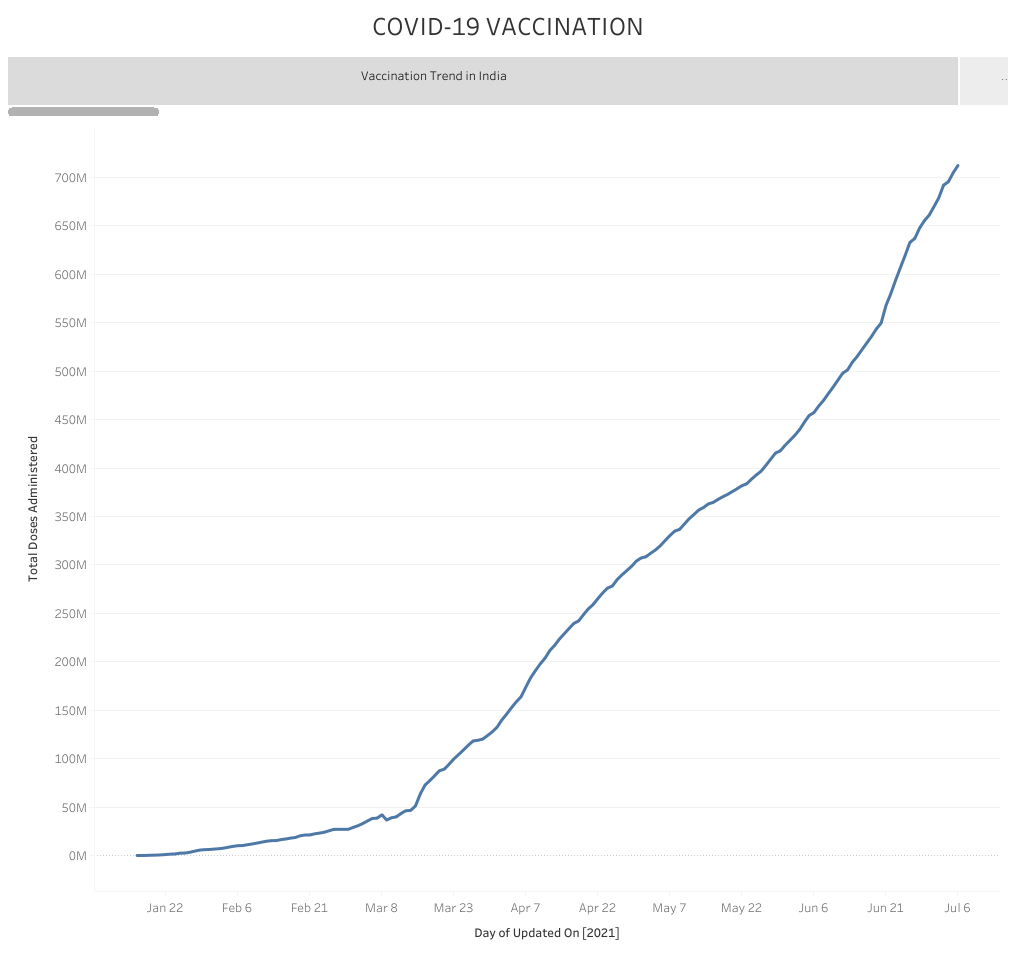 COVID-19 VACCINATION
Vaccination Trend in India
..
700M
650M
600M
550M
500M
450M
400M
350M
300M
250M
200M
150M
100M
50M
0M
Total Doses Administered
Jan 22 Feb 6 Feb 21 Mar 8 Mar 23 Apr 7 Apr 22 May 7 May 22 Jun 6 Jun 21 Jul 6
Day of Updated On [2021]